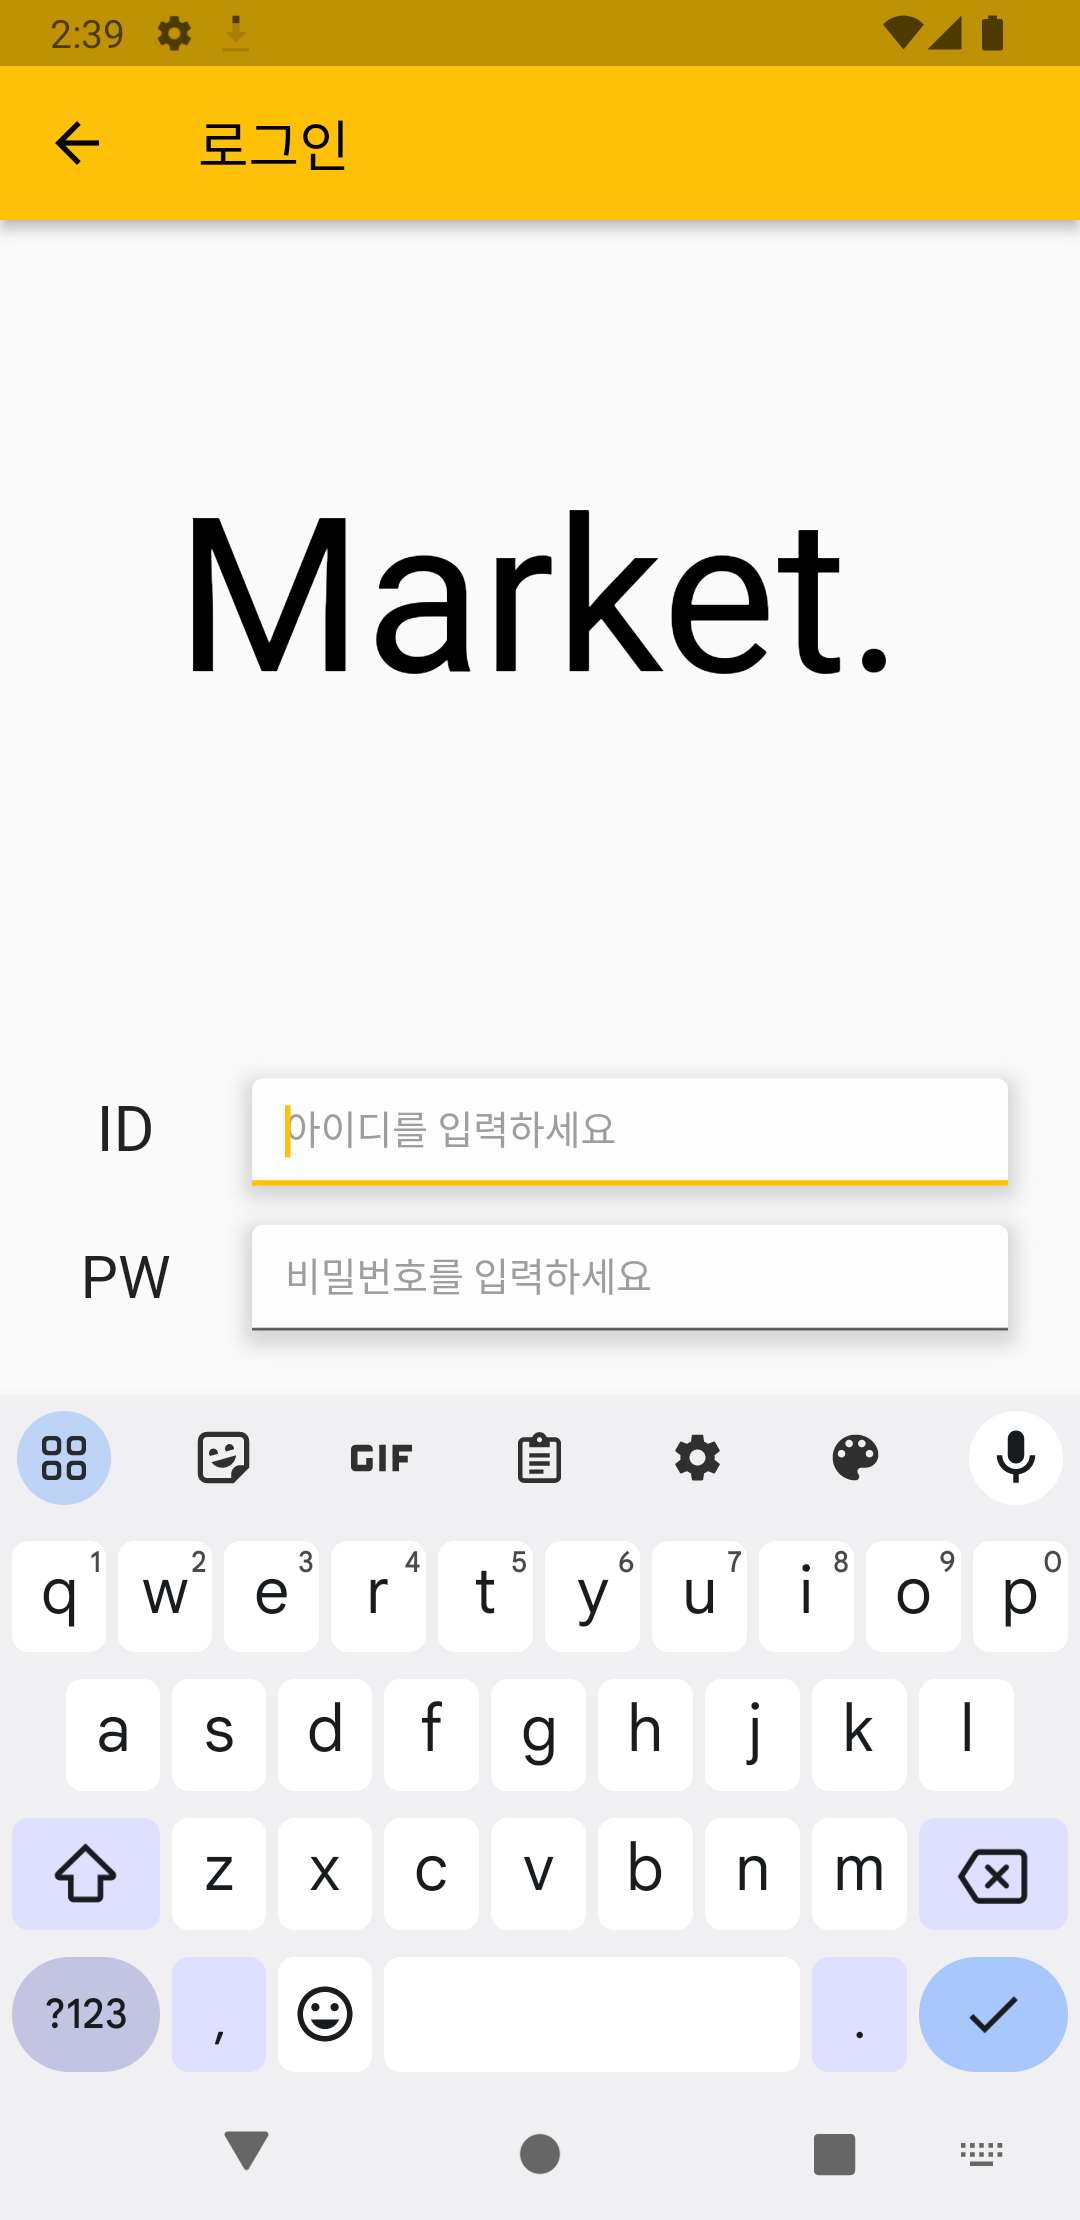 2:39
로그인
Market.
ID
아이디를 입력하세요
PW
비밀번호를 입력하세요
GIF
q 1 w 2 e 3 r 4 t 5 y 6 u 7 i 8 o 9 p 0
a s d f g h j k l
z x c v b n m
?123 , .